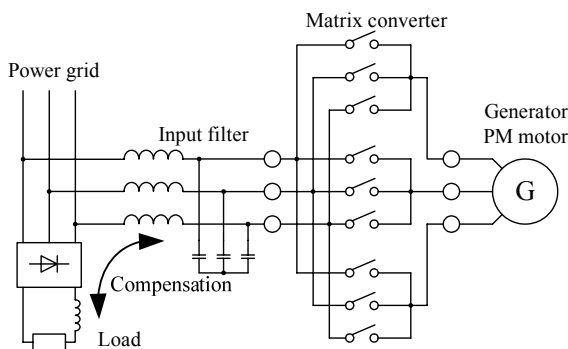 Matrix converter
Power grid
Input filter
Generator
PM motor
G
Compensation
Load